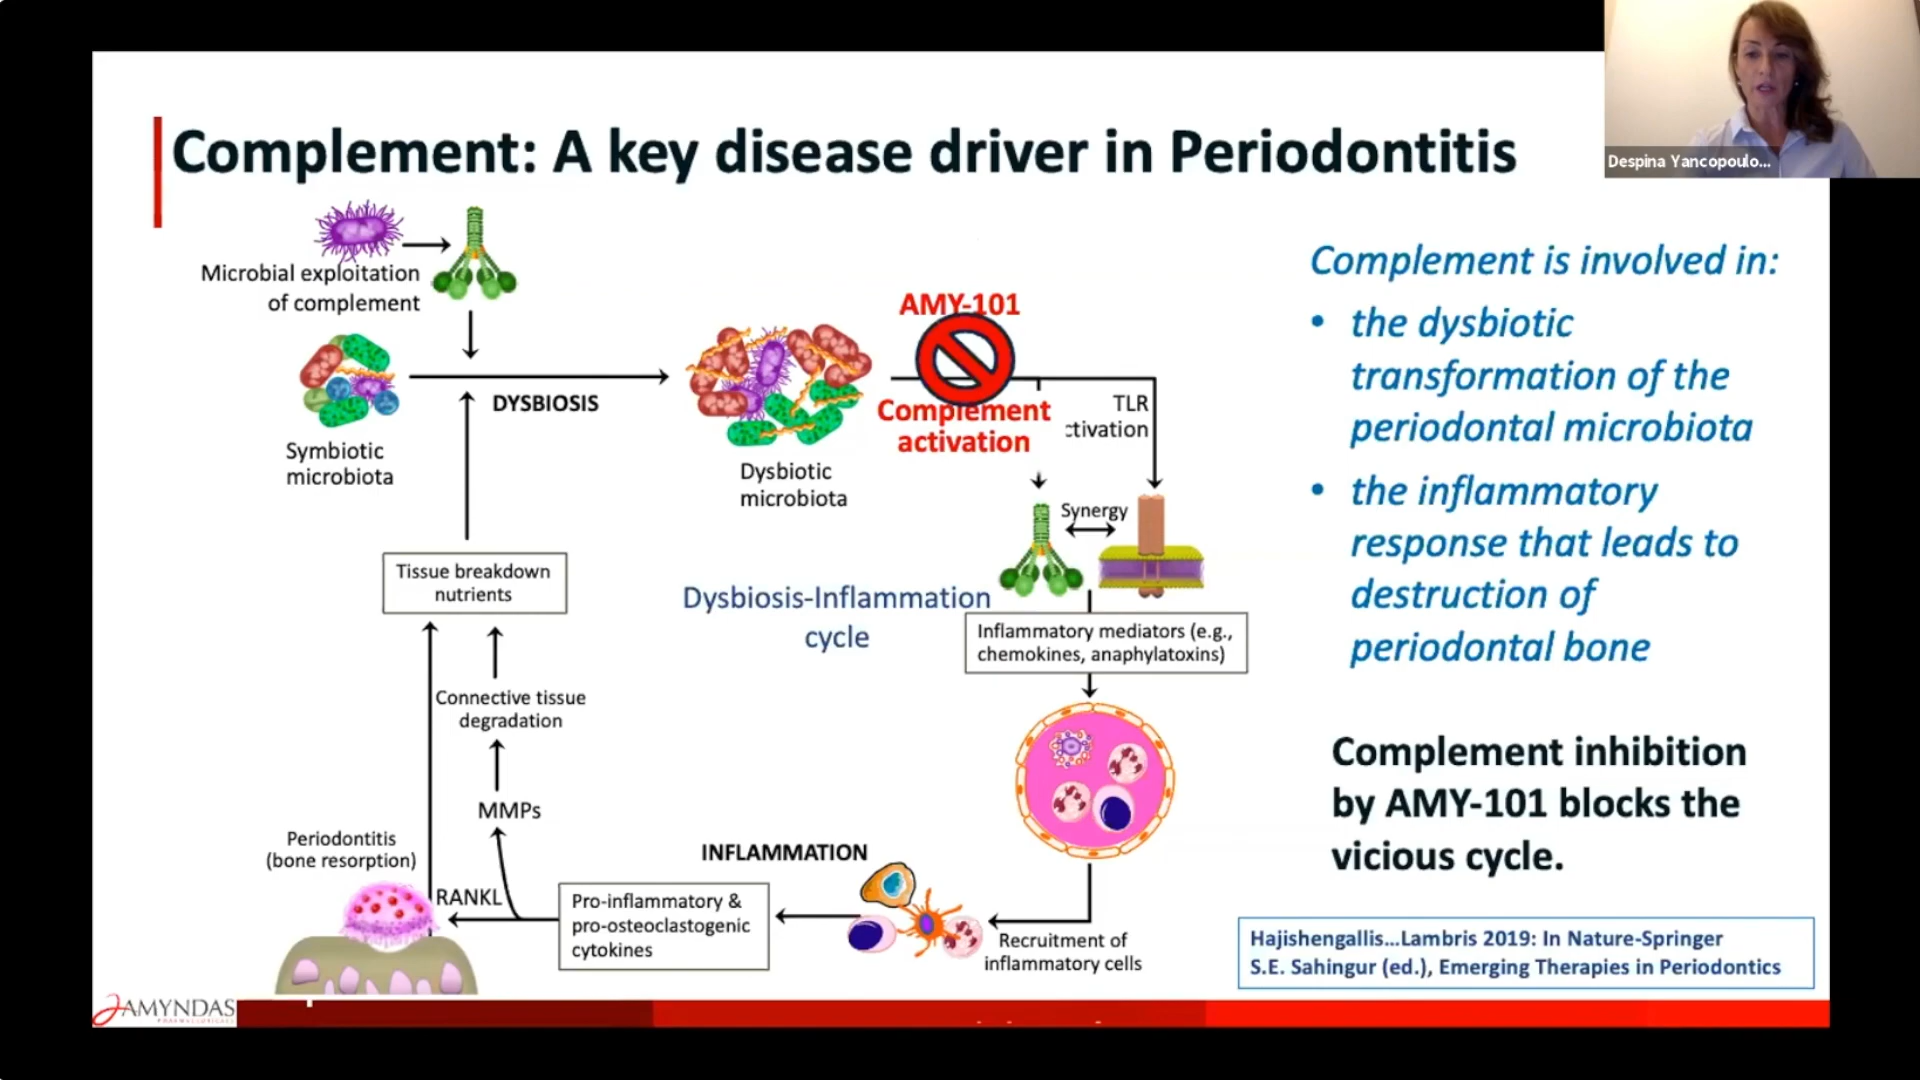 Complement: A key disease driver in Periodontitis
Despina Yancopoulo...
Microbial exploitation
of complement
Symbiotic
microbiota
DYSBIOSIS
Dysbiotic
microbiota
AMY-101
Complement
activation
TLR
ctivation
Synergy
Dysbiosis-Inflammation
cycle
Inflammatory mediators (e.g.,
chemokines, anaphylatoxins)
Recruitment of
inflammatory cells
INFLAMMATION
Pro-inflammatory &
pro-osteoclastogenic
cytokines
RANKL
MMPs
Connective tissue
degradation
Tissue breakdown
nutrients
Periodontitis
(bone resorption)
Complement is involved in:
• the dysbiotic
transformation of the
periodontal microbiota
• the inflammatory
response that leads to
destruction of
periodontal bone
Complement inhibition
by AMY-101 blocks the
vicious cycle.
Hajishengallis...Lambris 2019: In Nature-Springer
S.E. Sahingur (ed.), Emerging Therapies in Periodontics
AMYNDAS